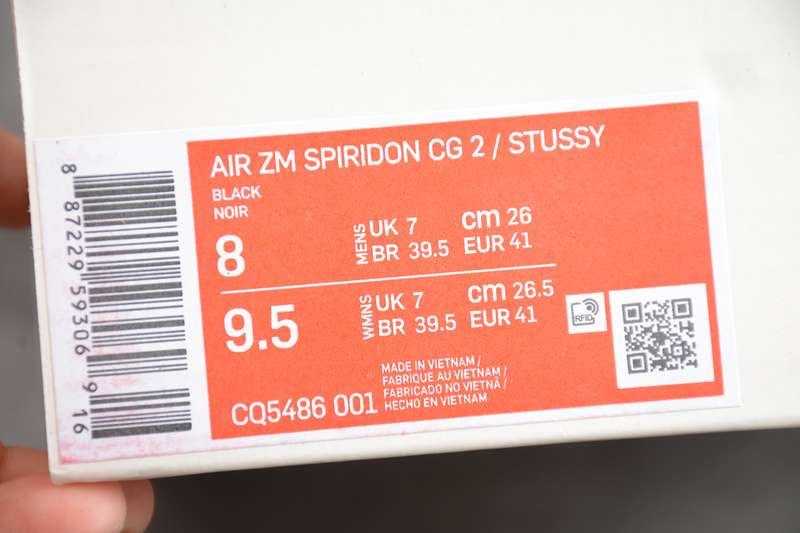 AIR ZM SPIRIDON CG 2 / STUSSY
BLACK
NOIR
8
MENS
UK 7 cm 26
BR 39.5 EUR 41
9.5
WMNS
UK 7 cm 26.5
BR 39.5 EUR 41
RFID
CQ5486 001
MADE IN VIETNAM /
FABRIQUE AU VIETNAM /
FABRICADO NO VIETNÃ /
HECHO EN VIETNAM
8 87229 59306 9 16